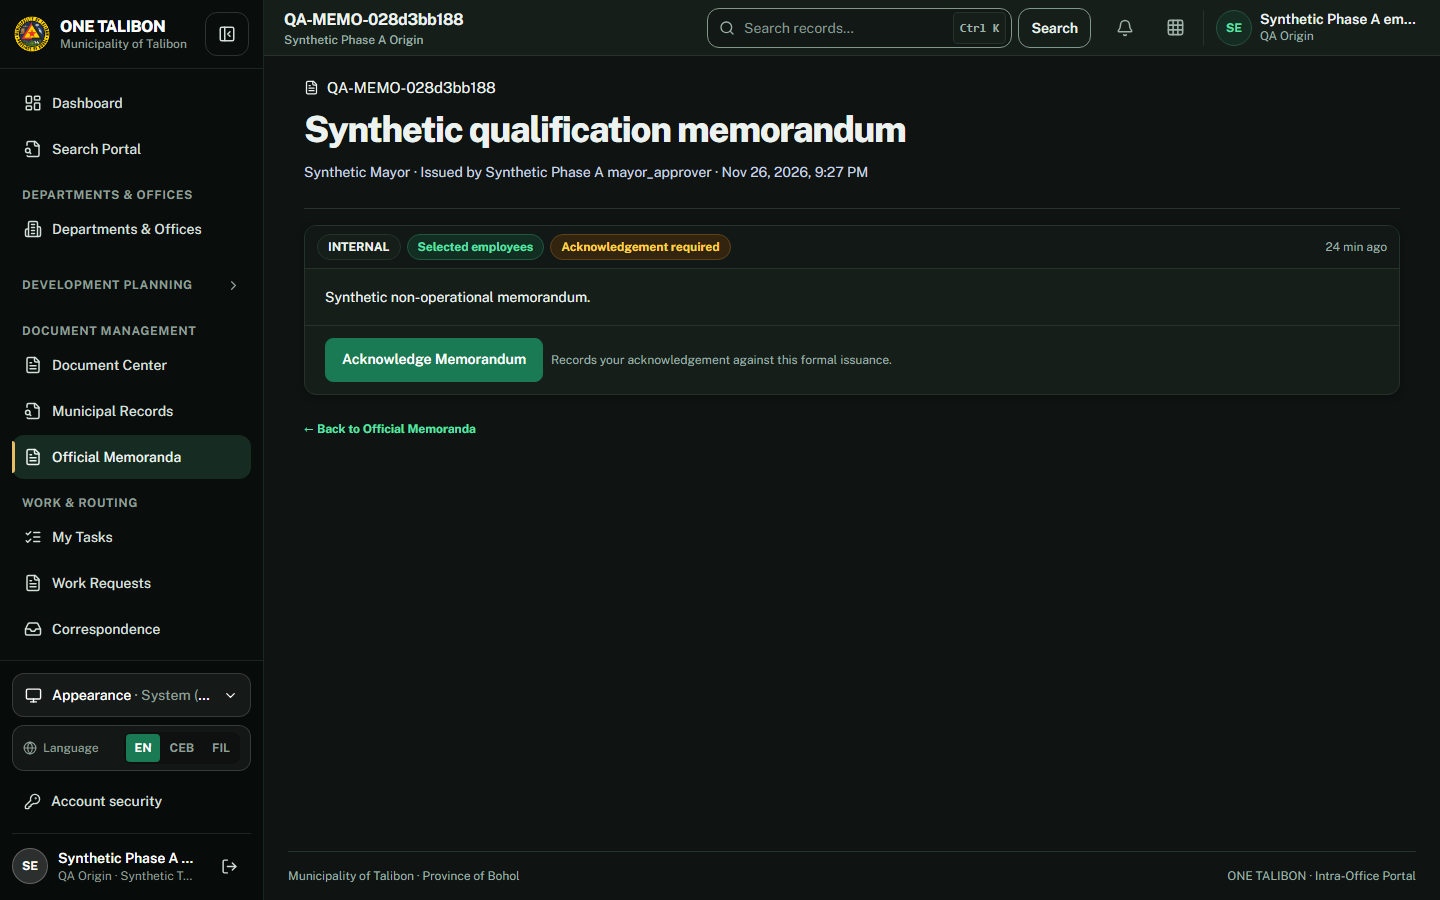 ONE TALIBON
Municipality of Talibon
Dashboard
Search Portal
DEPARTMENTS & OFFICES
Departments & Offices
DEVELOPMENT PLANNING
DOCUMENT MANAGEMENT
Document Center
Municipal Records
Official Memoranda
WORK & ROUTING
My Tasks
Work Requests
Correspondence
Appearance · System (...
Language EN CEB FIL
Account security
SE Synthetic Phase A ...
QA Origin · Synthetic T...
QA-MEMO-028d3bb188
Synthetic Phase A Origin
Search records... Ctrl K Search
SE Synthetic Phase A em...
QA Origin
QA-MEMO-028d3bb188
Synthetic qualification memorandum
Synthetic Mayor · Issued by Synthetic Phase A mayor_approver · Nov 26, 2026, 9:27 PM
INTERNAL Selected employees Acknowledgement required 24 min ago
Synthetic non-operational memorandum.
Acknowledge Memorandum Records your acknowledgement against this formal issuance.
← Back to Official Memoranda
Municipality of Talibon · Province of Bohol ONE TALIBON · Intra-Office Portal